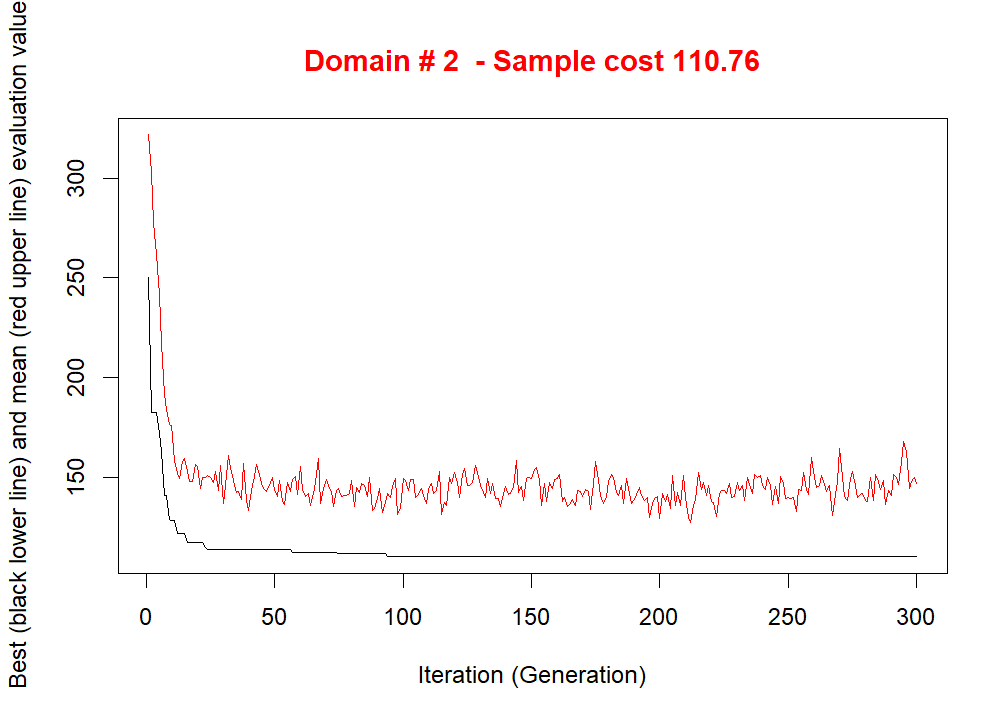 Domain # 2  - Sample cost 110.76
Best (black lower line) and mean (red upper line) evaluation value
300
250
200
150
0 50 100 150 200 250 300
Iteration (Generation)